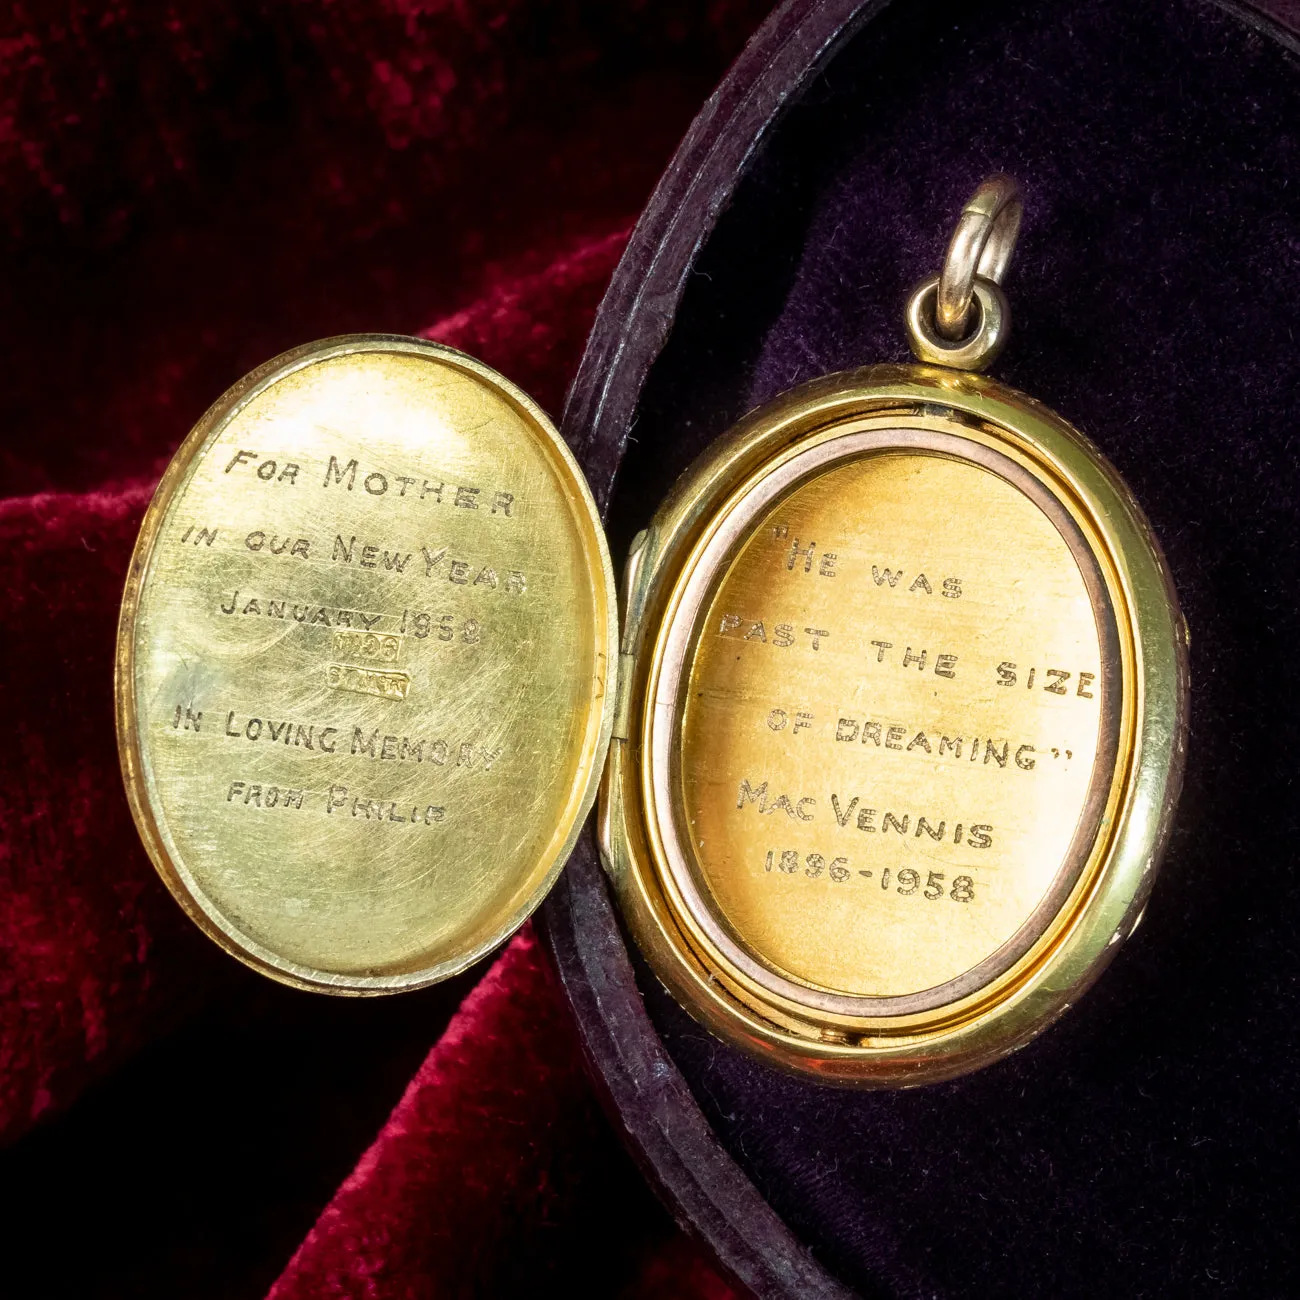 FOR MOTHER
IN OUR NEW YEAR
JANUARY 1959
IN LOVING MEMORY
FROM PHILIP
"HE WAS
PAST THE SIZE
OF DREAMING"
MAC VENNIS
1896-1958